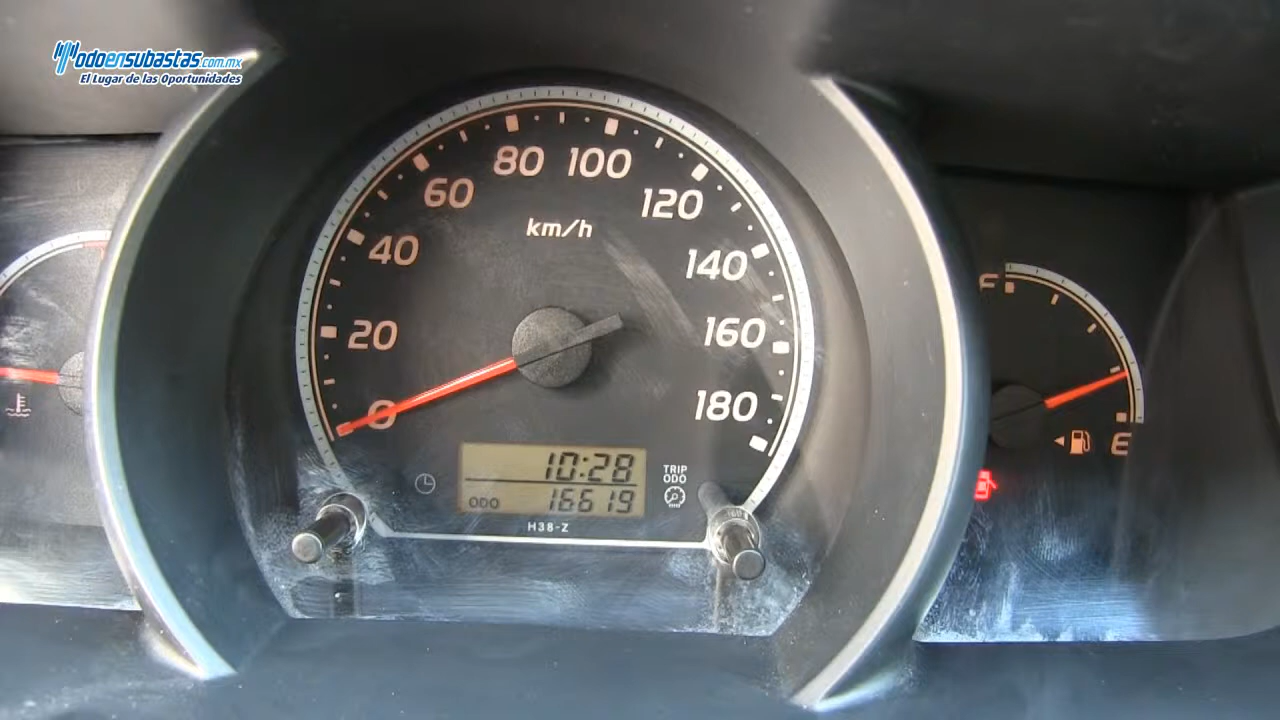 Todoensubastas.com.mx
El Lugar de las Oportunidades
0
20
40
60
80
100
120
140
160
180
km/h
10:28
ODO 16619
TRIP
ODO
H38-Z
F
E